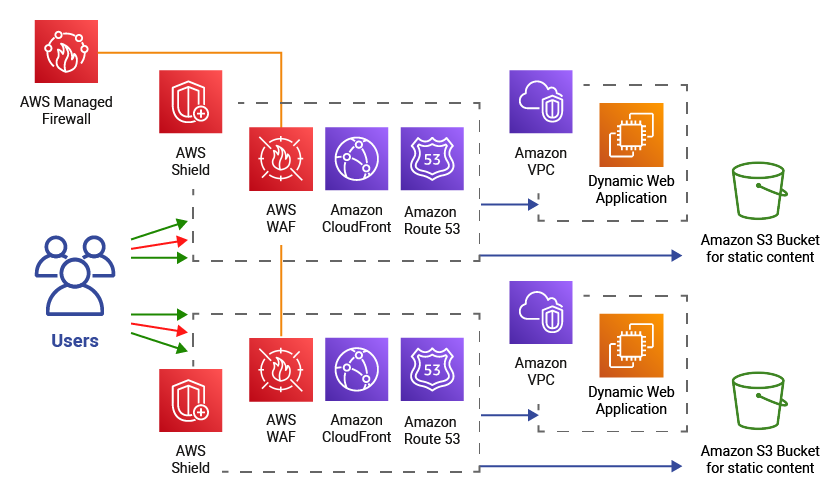 AWS Managed
Firewall
AWS
Shield
AWS
WAF
Amazon
CloudFront
53
Amazon
Route 53
Amazon
VPC
Dynamic Web
Application
Amazon S3 Bucket
for static content
Users
AWS
Shield
AWS
WAF
Amazon
CloudFront
53
Amazon
Route 53
Amazon
VPC
Dynamic Web
Application
Amazon S3 Bucket
for static content